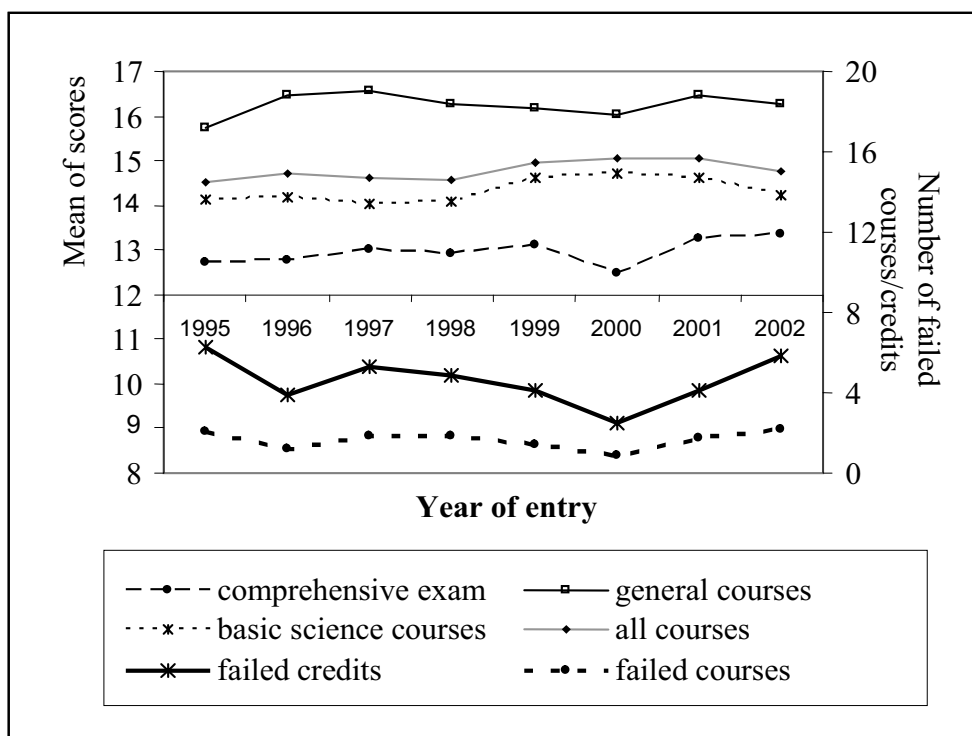 Mean of scores
17
16
15
14
13
12
11
10
9
8
20
16
12
8
4
0
Number of failed
courses/credits
1995 1996 1997 1998 1999 2000 2001 2002
Year of entry
comprehensive exam general courses
basic science courses all courses
failed credits failed courses